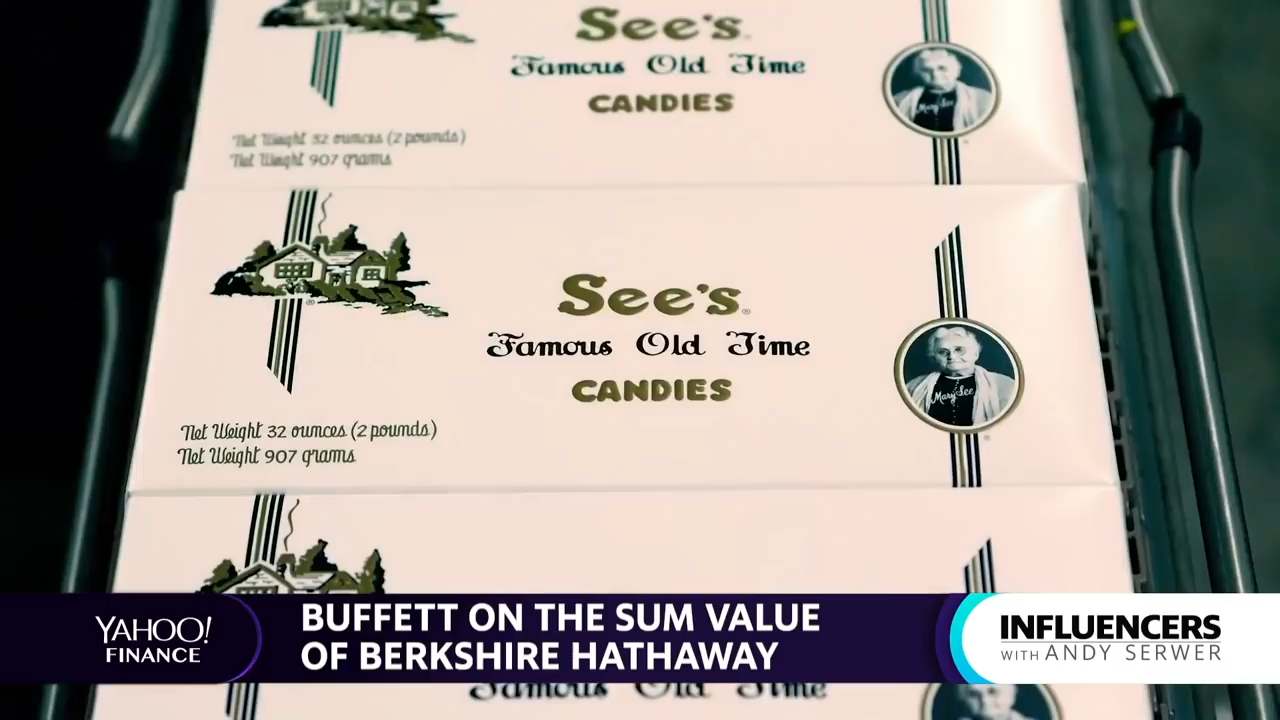 See's
Famous Old Time
CANDIES
Net Weight 32 ounces (2 pounds)
Net Weight 907 grams
Mary See
See's®
Famous Old Time
CANDIES
Net Weight 32 ounces (2 pounds)
Net Weight 907 grams
Mary See
YAHOO!
FINANCE
BUFFETT ON THE SUM VALUE
OF BERKSHIRE HATHAWAY
INFLUENCERS
WITH ANDY SERWER
Famous Old Time